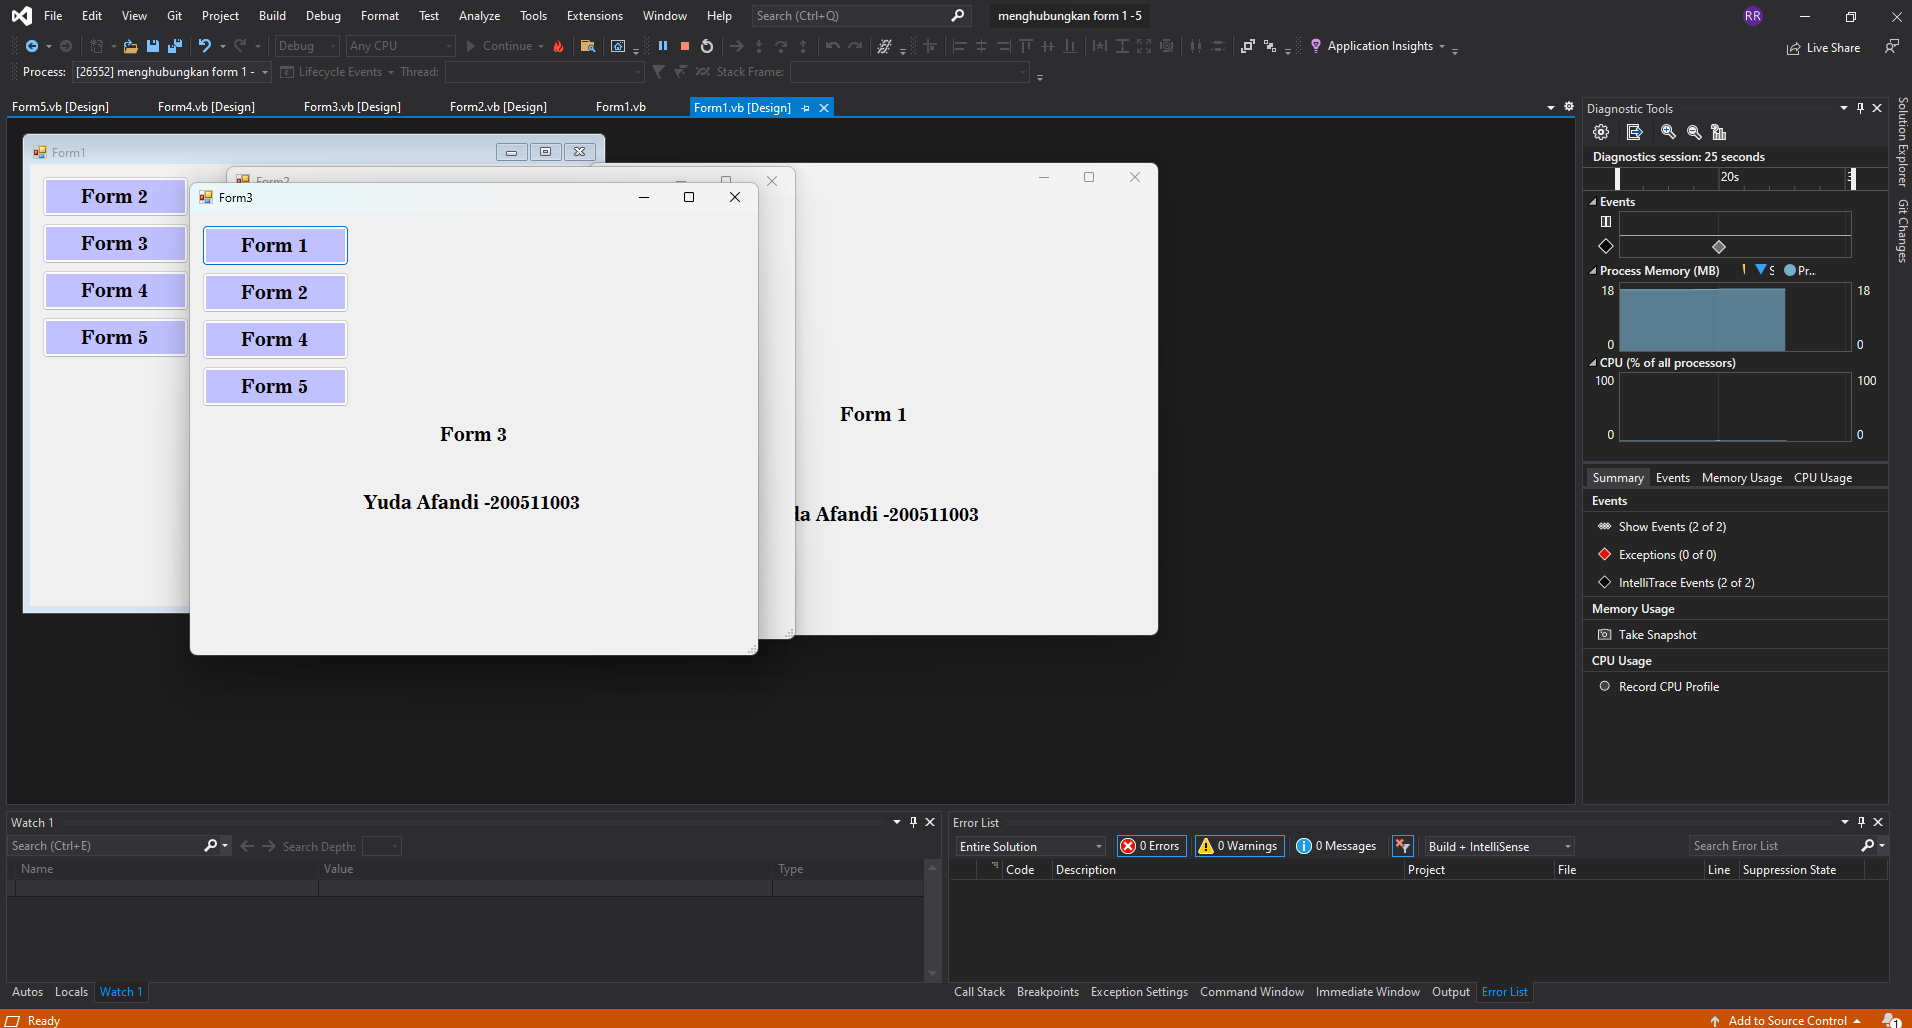 File Edit View Git Project Build Debug Format Test Analyze Tools Extensions Window Help Search (Ctrl+Q) menghubungkan form 1 -5 RR
Debug Any CPU Continue Application Insights Live Share
Process: [26552] menghubungkan form 1 - Lifecycle Events Thread: Stack Frame:
Form5.vb [Design] Form4.vb [Design] Form3.vb [Design] Form2.vb [Design] Form1.vb Form1.vb [Design]
Form1
Form 2
Form 3
Form 4
Form 5
Form2
Form3
Form 1
Form 2
Form 4
Form 5
Form 3
Yuda Afandi -200511003
Form 1
da Afandi -200511003
Diagnostic Tools
Diagnostics session: 25 seconds
20s
Events
Process Memory (MB) S Pr...
18 18
0 0
CPU (% of all processors)
100 100
0 0
Summary Events Memory Usage CPU Usage
Events
Show Events (2 of 2)
Exceptions (0 of 0)
IntelliTrace Events (2 of 2)
Memory Usage
Take Snapshot
CPU Usage
Record CPU Profile
Solution Explorer
Git Changes
Watch 1
Search (Ctrl+E) Search Depth:
Name Value Type
Autos Locals Watch 1
Error List
Entire Solution 0 Errors 0 Warnings 0 Messages Build + IntelliSense Search Error List
Code Description Project File Line Suppression State
Call Stack Breakpoints Exception Settings Command Window Immediate Window Output Error List
Ready Add to Source Control 1